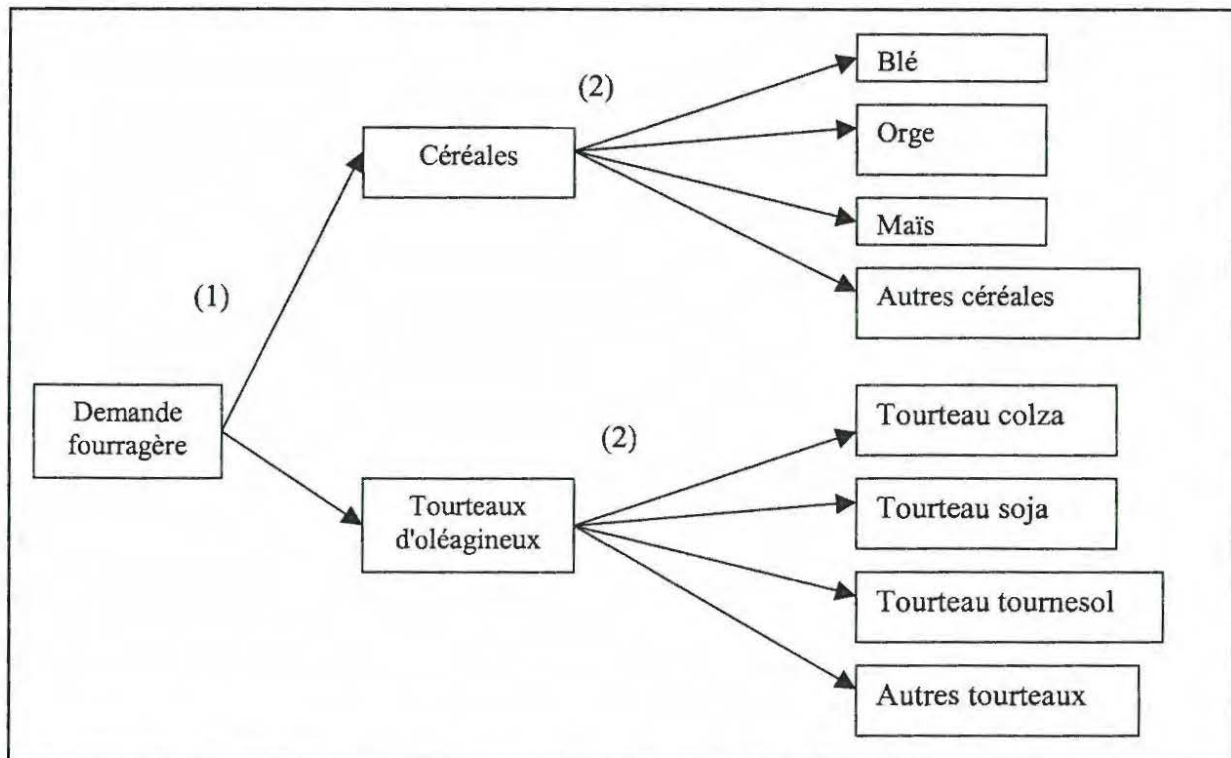 Blé
(2)
Orge
Céréales
Maïs
(1)
Autres céréales
Demande
fourragère
Tourteau colza
(2)
Tourteaux
d'oléagineux
Tourteau soja
Tourteau tournesol
Autres tourteaux